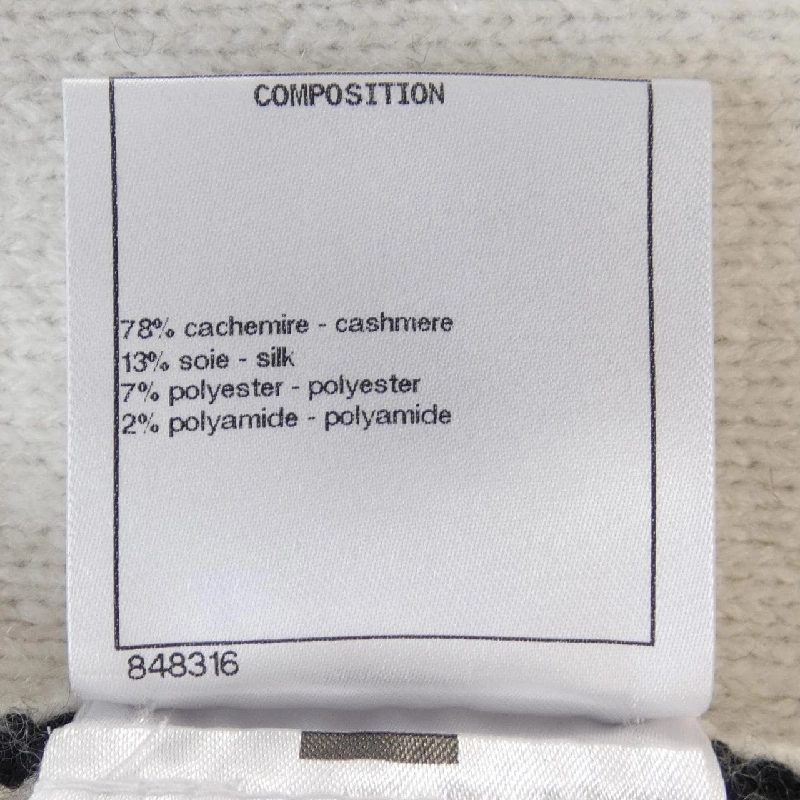 COMPOSITION
78% cachemire - cashmere
13% soie - silk
7% polyester - polyester
2% polyamide - polyamide
848316